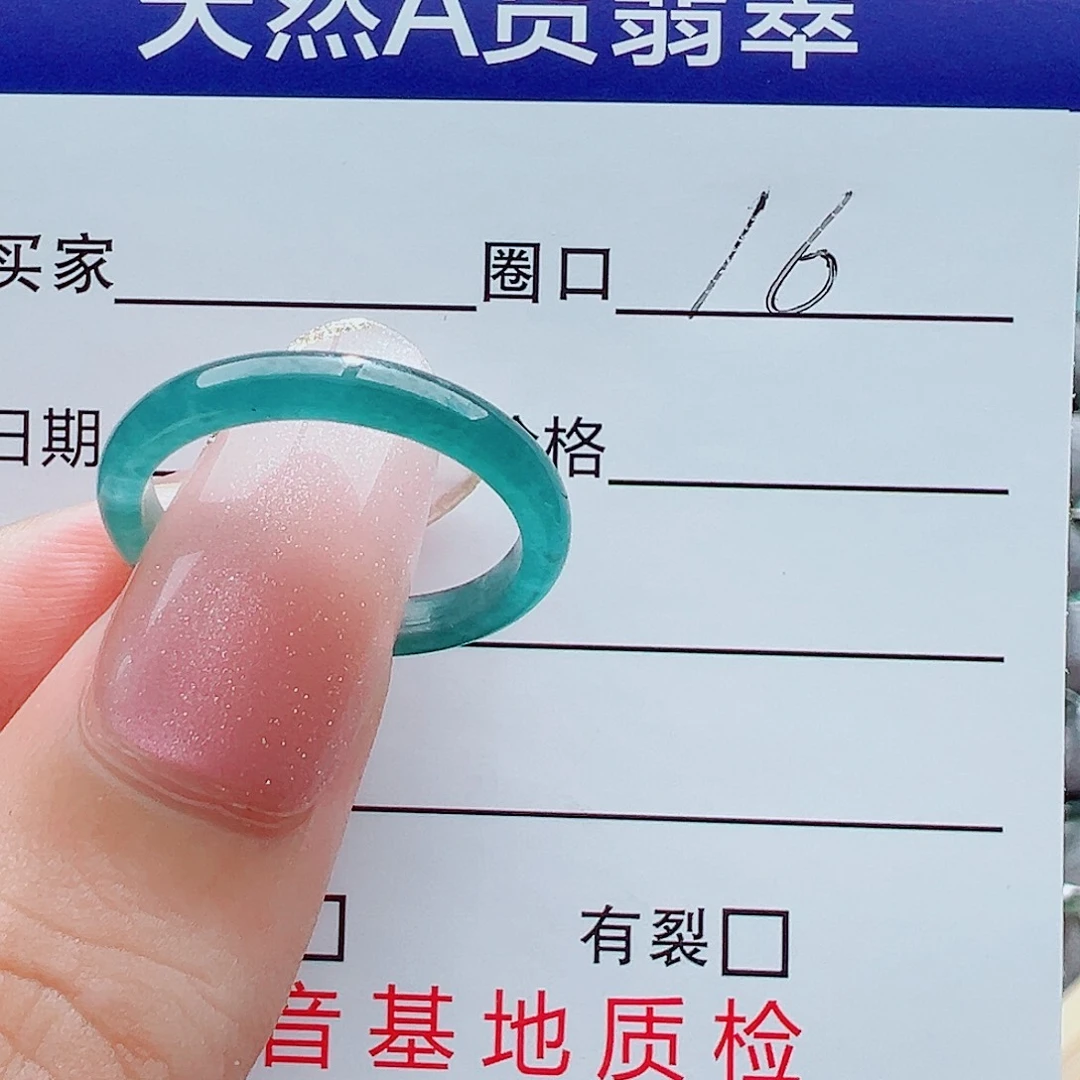 天然A货翡翠
买家 圈口 16
日期 价格
有裂
音基地质检